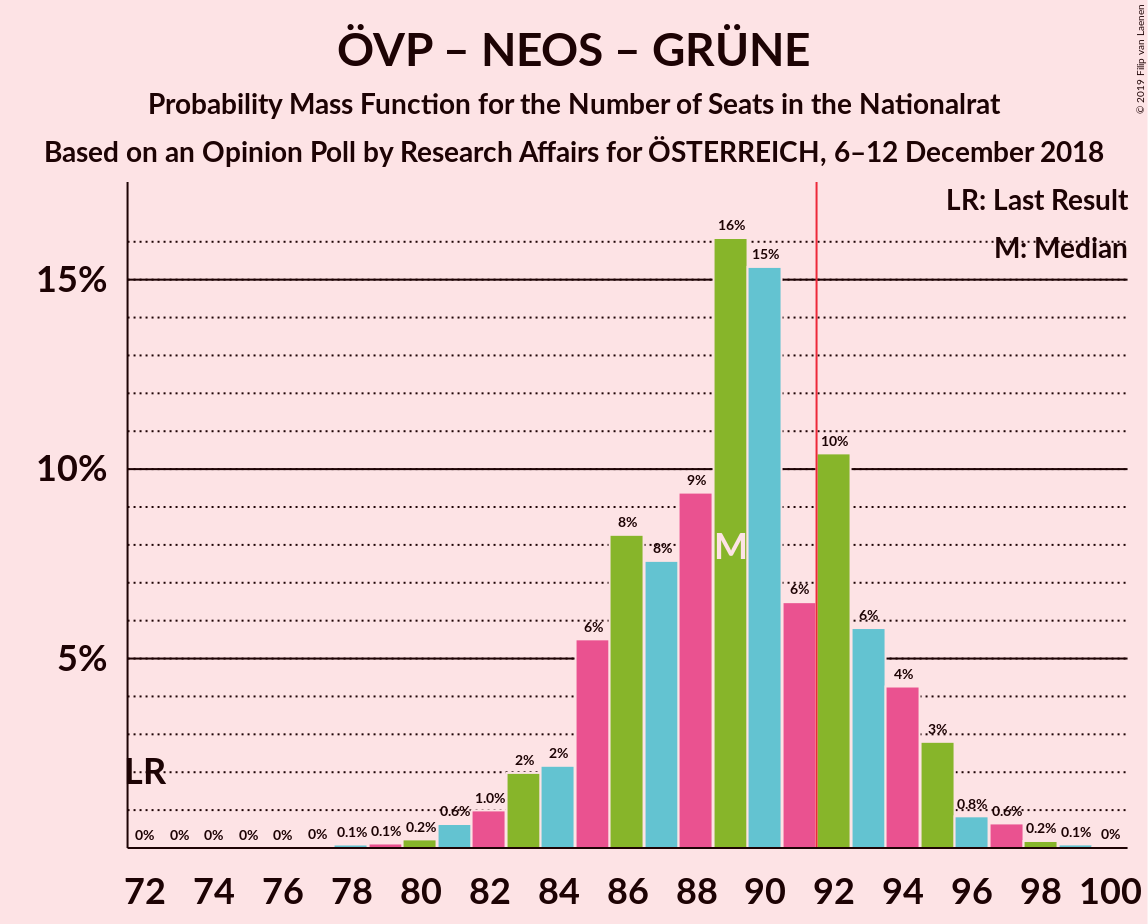 ÖVP – NEOS – GRÜNE
Probability Mass Function for the Number of Seats in the Nationalrat
Based on an Opinion Poll by Research Affairs for ÖSTERREICH, 6–12 December 2018
© 2019 Filip van Laenen
LR: Last Result
M: Median
15%
10%
5%
LR
M
0% 0% 0% 0% 0% 0% 0.1% 0.1% 0.2% 0.6% 1.0% 2% 2% 6% 8% 8% 9% 16% 15% 6% 10% 6% 4% 3% 0.8% 0.6% 0.2% 0.1% 0%
72 74 76 78 80 82 84 86 88 90 92 94 96 98 100